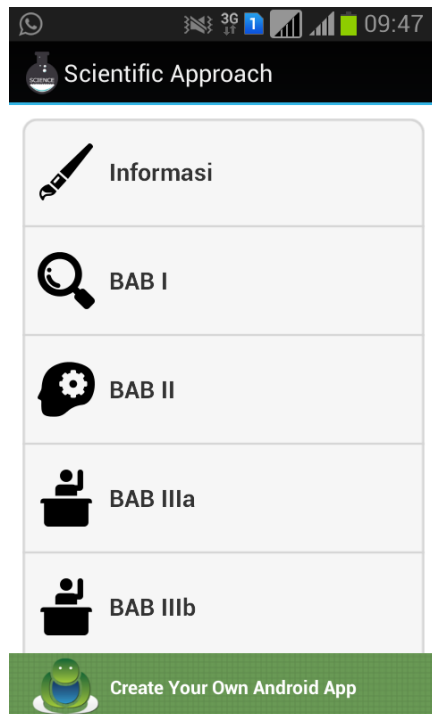 3G 1 09:47
SCIENCE
Scientific Approach
Informasi
BAB I
BAB II
BAB IIIa
BAB IIIb
Create Your Own Android App